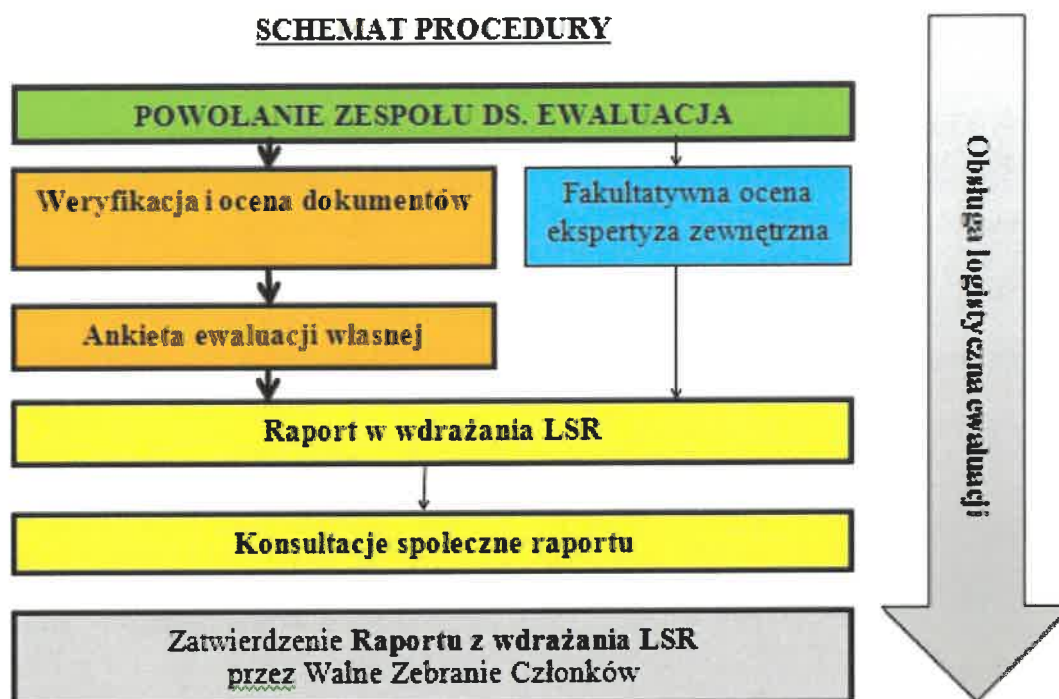 SCHEMAT PROCEDURY
POWOŁANIE ZESPOŁU DS. EWALUACJA
Weryfikacja i ocena dokumentów
Fakultatywna ocena
ekspertyza zewnętrzna
Ankieta ewaluacji własnej
Raport w wdrażania LSR
Konsultacje społeczne raportu
Zatwierdzenie Raportu z wdrażania LSR
przez Walne Zebranie Członków
Obsługa logistyczna ewaluacji